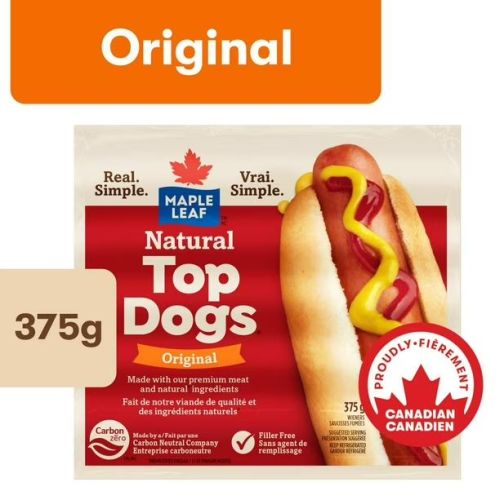 Original
Real.
Simple.
Vrai.
Simple.
MAPLE
LEAF
Natural
Top
Dogs
Original
375g
Made with our premium meat
and natural ingredients
Fait de notre viande de qualité et
des ingrédients naturels
Carbon
zero
Made by a / Fait par une
Carbon Neutral Company
Entreprise carboneutre
Filler Free
Sans agent de
remplissage
375 g
WIENERS
SAUCISSES FUMÉES
SUGGESTED SERVING
PRÉSENTATION SUGGÉRÉE
KEEP REFRIGERATED
GARDER RÉFRIGÉRÉ
PROUDLY • FIÈREMENT
CANADIAN
CANADIEN